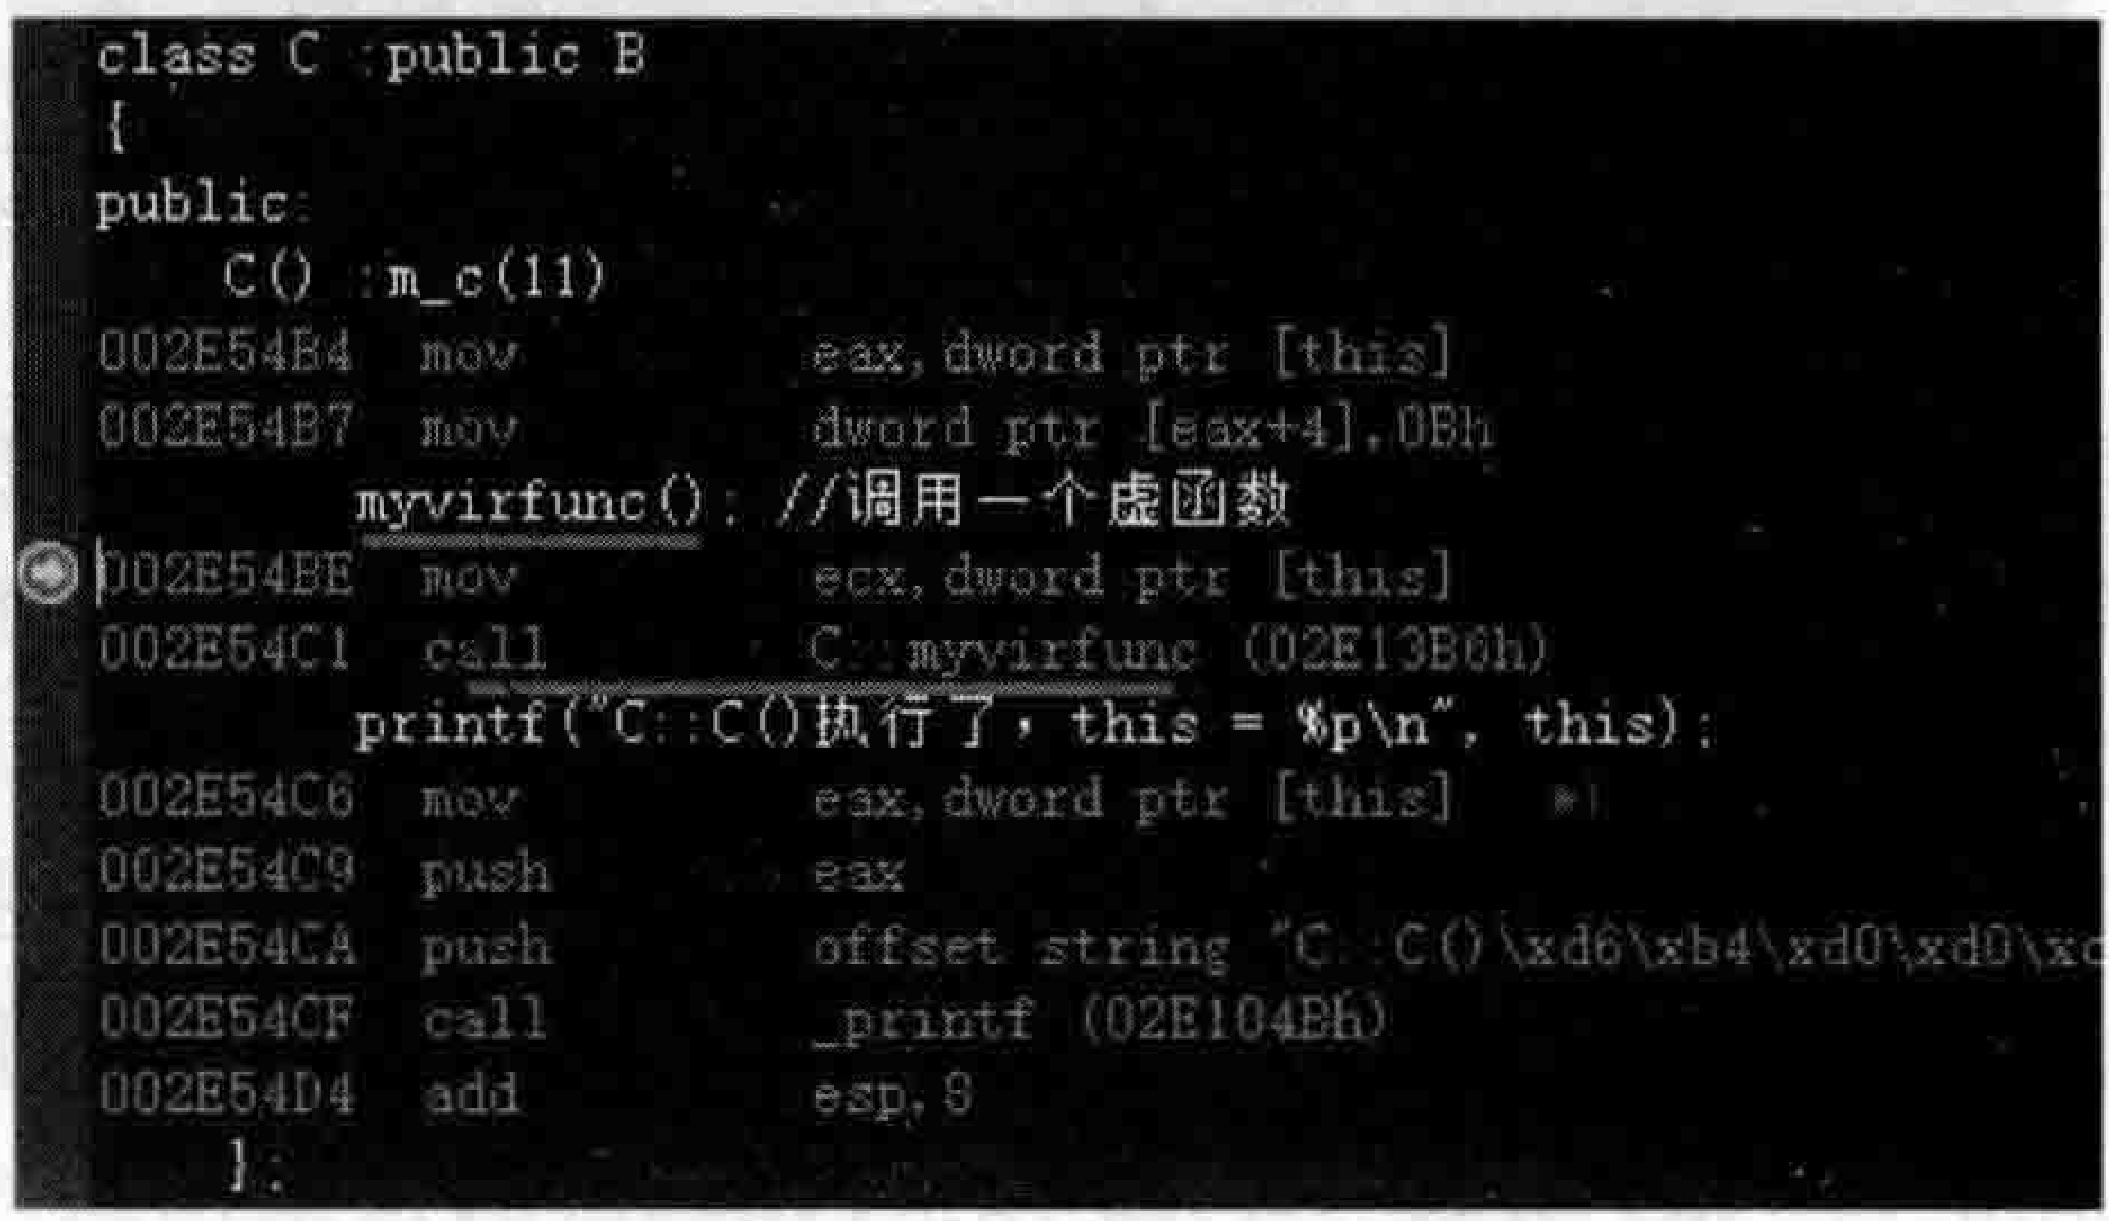 class C :public B
{
public:
C() :m_c(11)
002E54B4 mov eax,dword ptr [this]
002E54B7 mov dword ptr [eax+4],0Bh
myvirfunc(); //调用一个虚函数
002E54BE mov ecx,dword ptr [this]
002E54C1 call C::myvirfunc (02E13B6h)
printf("C::C()执行了，this = %p\n", this);
002E54C6 mov eax,dword ptr [this]
002E54C9 push eax
002E54CA push offset string "C::C()\xd6\xb4\xd0\xd0\xc
002E54CF call _printf (02E104Bh)
002E54D4 add esp,8
};